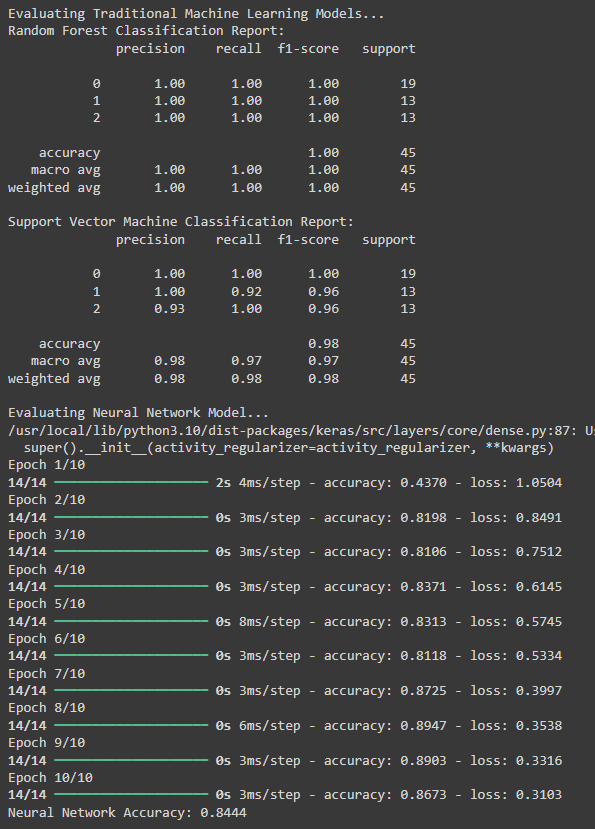 Evaluating Traditional Machine Learning Models...
Random Forest Classification Report:
              precision    recall  f1-score   support

           0       1.00      1.00      1.00        19
           1       1.00      1.00      1.00        13
           2       1.00      1.00      1.00        13

    accuracy                           1.00        45
   macro avg       1.00      1.00      1.00        45
weighted avg       1.00      1.00      1.00        45

Support Vector Machine Classification Report:
              precision    recall  f1-score   support

           0       1.00      1.00      1.00        19
           1       1.00      0.92      0.96        13
           2       0.93      1.00      0.96        13

    accuracy                           0.98        45
   macro avg       0.98      0.97      0.97        45
weighted avg       0.98      0.98      0.98        45

Evaluating Neural Network Model...
/usr/local/lib/python3.10/dist-packages/keras/src/layers/core/dense.py:87:
  super().__init__(activity_regularizer=activity_regularizer, **kwargs)
Epoch 1/10
14/14 ━━━━━━━━━━━━━━━━━━━━ 2s 4ms/step - accuracy: 0.4370 - loss: 1.0504
Epoch 2/10
14/14 ━━━━━━━━━━━━━━━━━━━━ 0s 3ms/step - accuracy: 0.8198 - loss: 0.8491
Epoch 3/10
14/14 ━━━━━━━━━━━━━━━━━━━━ 0s 3ms/step - accuracy: 0.8106 - loss: 0.7512
Epoch 4/10
14/14 ━━━━━━━━━━━━━━━━━━━━ 0s 3ms/step - accuracy: 0.8371 - loss: 0.6145
Epoch 5/10
14/14 ━━━━━━━━━━━━━━━━━━━━ 0s 8ms/step - accuracy: 0.8313 - loss: 0.5745
Epoch 6/10
14/14 ━━━━━━━━━━━━━━━━━━━━ 0s 3ms/step - accuracy: 0.8118 - loss: 0.5334
Epoch 7/10
14/14 ━━━━━━━━━━━━━━━━━━━━ 0s 3ms/step - accuracy: 0.8725 - loss: 0.3997
Epoch 8/10
14/14 ━━━━━━━━━━━━━━━━━━━━ 0s 6ms/step - accuracy: 0.8947 - loss: 0.3538
Epoch 9/10
14/14 ━━━━━━━━━━━━━━━━━━━━ 0s 3ms/step - accuracy: 0.8903 - loss: 0.3316
Epoch 10/10
14/14 ━━━━━━━━━━━━━━━━━━━━ 0s 3ms/step - accuracy: 0.8673 - loss: 0.3103
Neural Network Accuracy: 0.8444